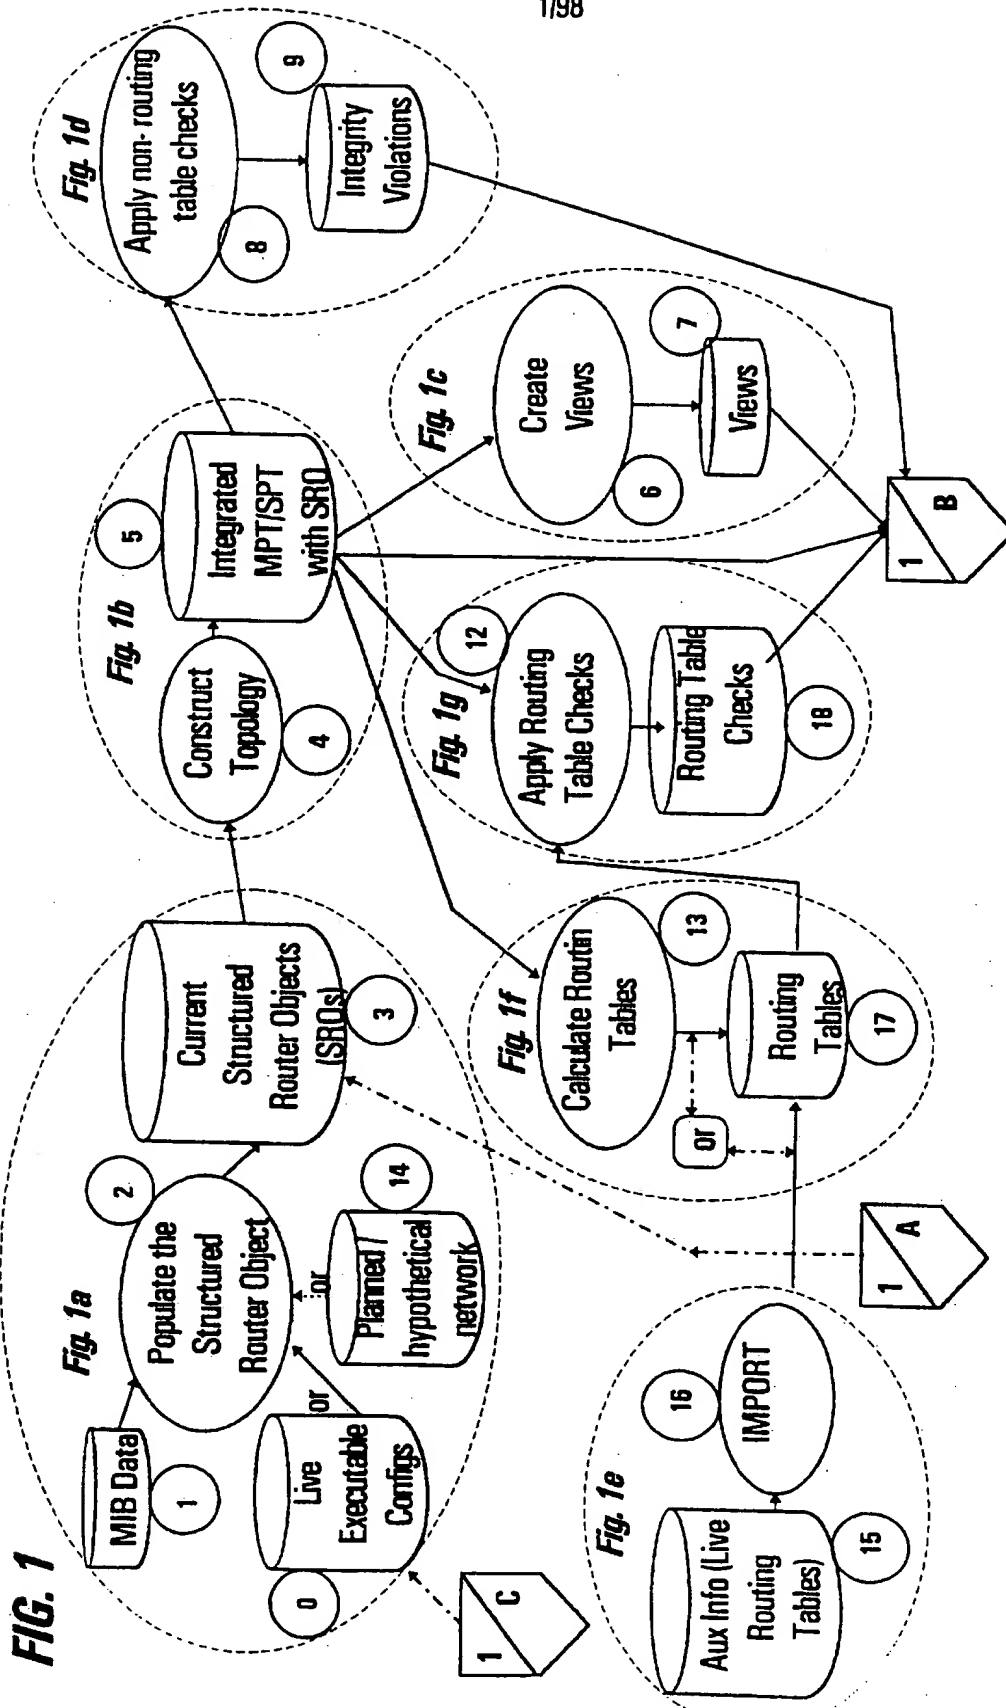 1/98
FIG. 1
Fig. 1a
MIB Data
1
Populate the
Structured
Router Object
2
Current
Structured
Router Objects
(SROs)
3
Live
Executable
Configs
0
or
or
Planned /
hypothetical
network
14
1
C
Fig. 1b
Construct
Topology
4
Integrated
MPT/SPT
with SRO
5
Fig. 1d
Apply non-routing
table checks
8
Integrity
Violations
9
Fig. 1c
Create
Views
6
Views
7
Fig. 1g
Apply Routing
Table Checks
12
Routing Table
Checks
18
1
B
Fig. 1f
Calculate Routin
Tables
13
or
Routing
Tables
17
1
A
Fig. 1e
Aux Info (Live
Routing
Tables)
15
IMPORT
16